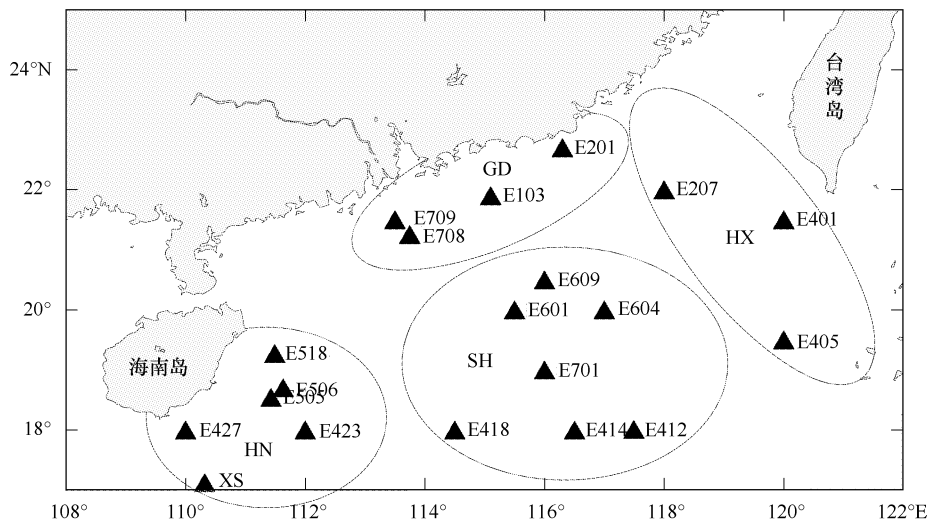 24°N
台
湾
岛
E201
GD
E103
22°
E207
E709
E401
E708
HX
E609
20°
E601
E604
E518
E405
海南岛
SH
E701
E506
E505
18°
E427
E423
E418
E414
E412
HN
XS
108°
110°
112°
114°
116°
118°
120°
122°E